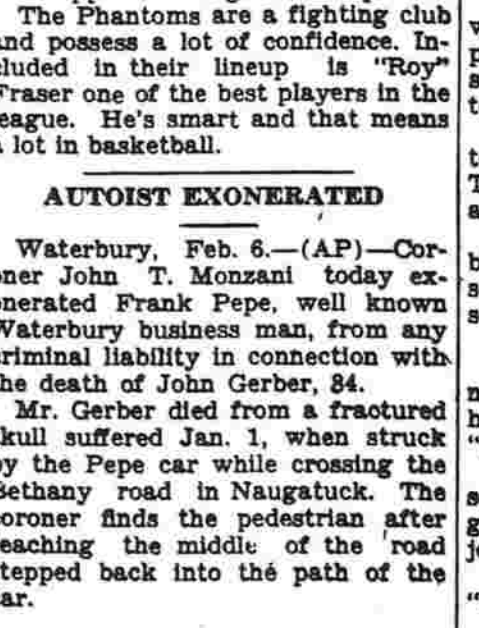 The Phantoms are a fighting club
and possess a lot of confidence. In-
cluded in their lineup is "Roy"
Fraser one of the best players in the
league. He's smart and that means
a lot in basketball.
AUTOIST EXONERATED
Waterbury, Feb. 6.—(AP)—Cor-
oner John T. Monzani today ex-
onerated Frank Pepe, well known
Waterbury business man, from any
criminal liability in connection with
the death of John Gerber, 84.
Mr. Gerber died from a fractured
skull suffered Jan. 1, when struck
by the Pepe car while crossing the
Bethany road in Naugatuck. The
coroner finds the pedestrian after
reaching the middle of the road
stepped back into the path of the
car.